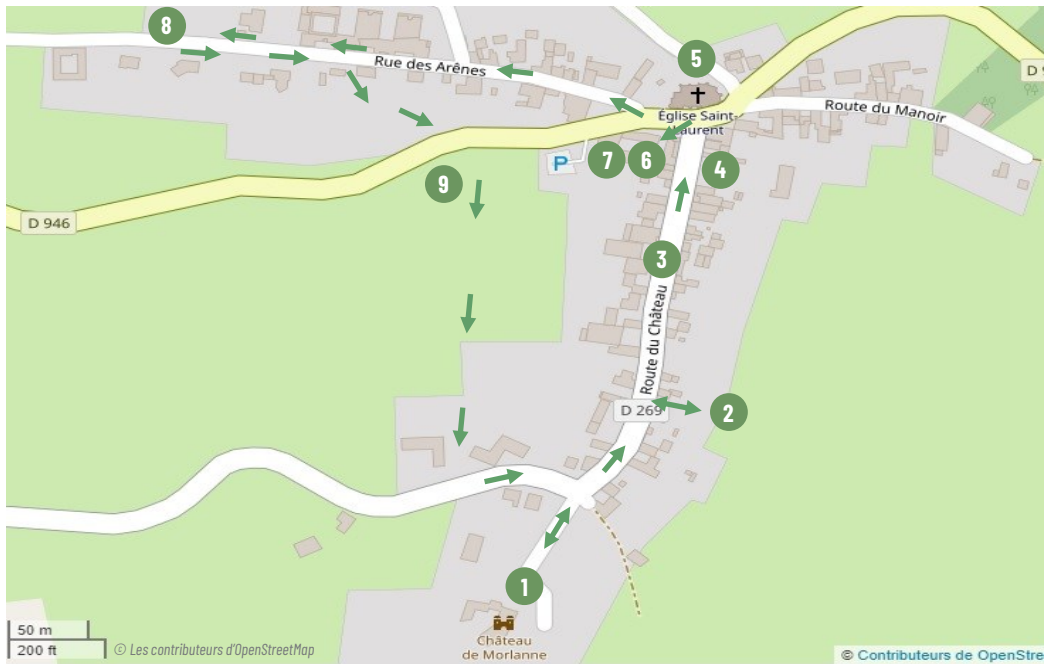 8
5
Rue des Arênes
D 9
Église Saint-
Laurent
Route du Manoir
P
7
6
4
9
D 946
3
Route du Château
D 269
2
1
50 m
200 ft
© Les contributeurs d'OpenStreetMap
Château
de Morlanne
© Contributeurs de OpenStre